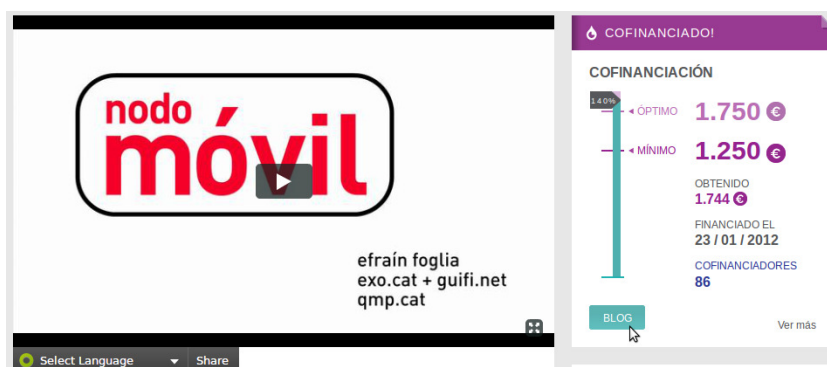 nodo
móvil
efraín foglia
exo.cat + guifi.net
qmp.cat
Select Language
Share
COFINANCIADO!
COFINANCIACIÓN
140%
ÓPTIMO 1.750 €
MÍNIMO 1.250 €
OBTENIDO
1.744 €
FINANCIADO EL
23 / 01 / 2012
COFINANCIADORES
86
BLOG
Ver más